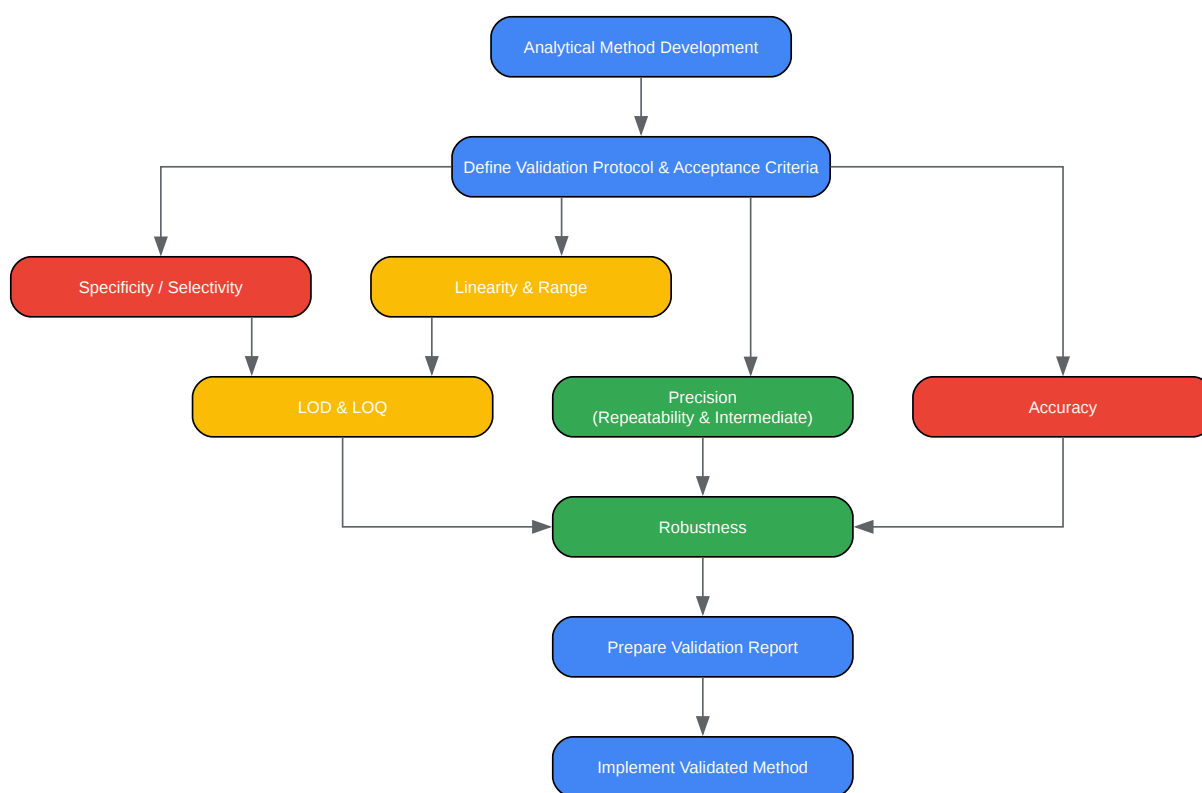 Analytical Method Development
Define Validation Protocol & Acceptance Criteria
Specificity / Selectivity
Linearity & Range
LOD & LOQ
Precision
(Repeatability & Intermediate)
Accuracy
Robustness
Prepare Validation Report
Implement Validated Method